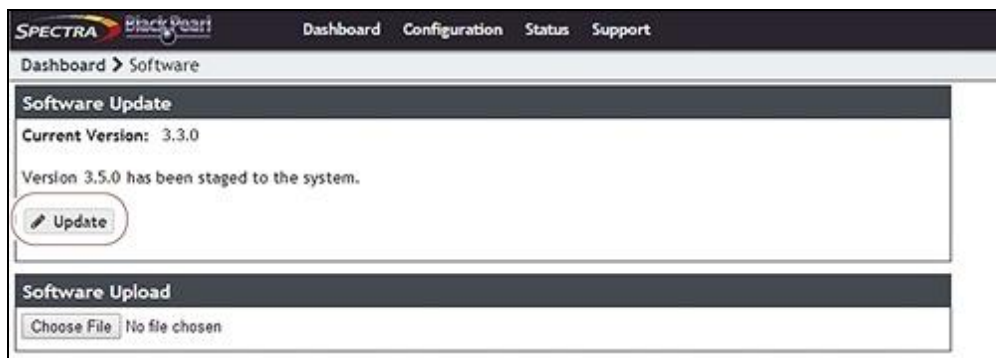 SPECTRA BlackPearl Dashboard Configuration Status Support
Dashboard > Software
Software Update
Current Version: 3.3.0
Version 3.5.0 has been staged to the system.
Update
Software Upload
Choose File No file chosen